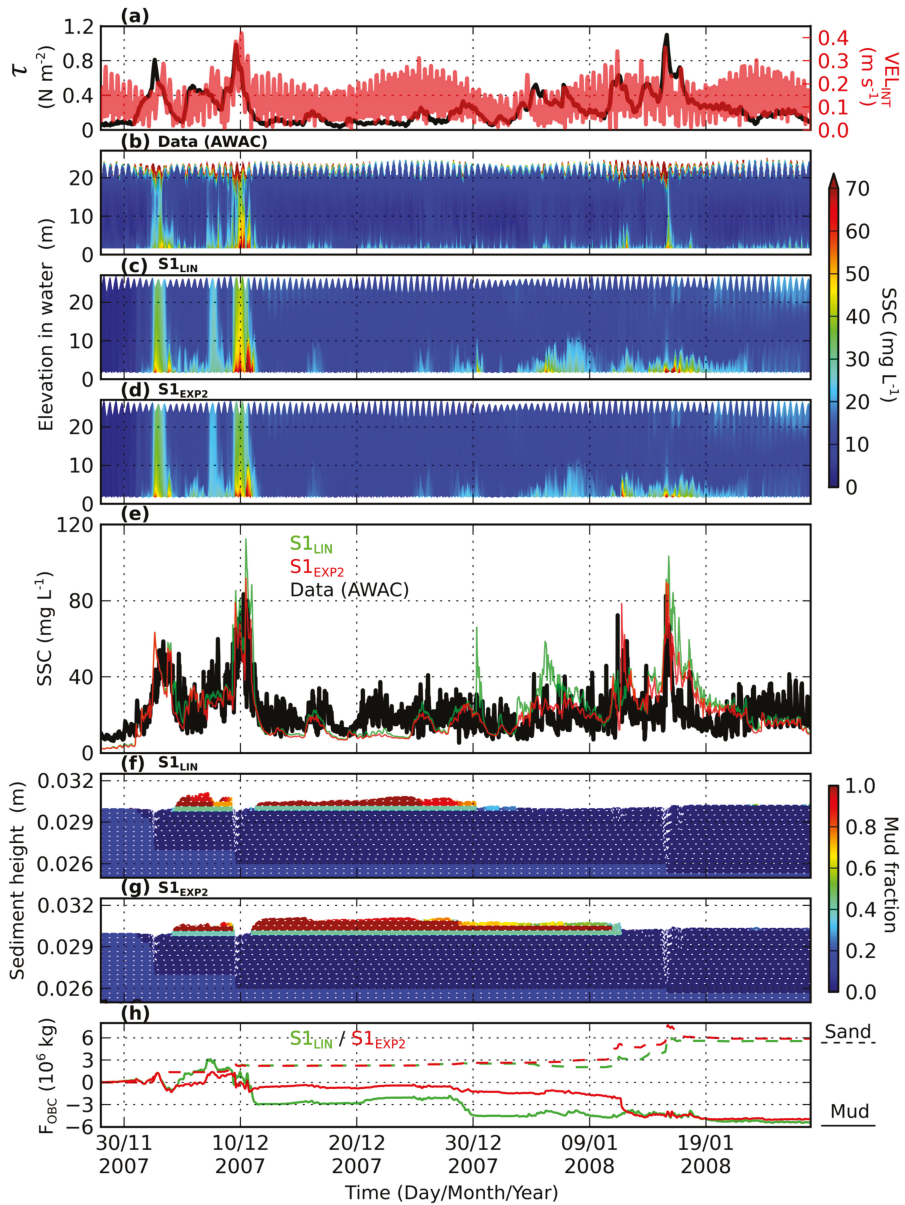 (a)
1.2
0.8
0.4
0
τ
(N m⁻²)
0.4
0.3
0.2
0.1
0.0
VEL_INT
(m s⁻¹)
(b) Data (AWAC)
20
10
0
(c) S1_LIN
20
10
0
(d) S1_EXP2
20
10
0
Elevation in water (m)
70
60
50
40
30
20
10
0
SSC (mg L⁻¹)
(e)
120
80
40
0
SSC (mg L⁻¹)
S1_LIN
S1_EXP2
Data (AWAC)
(f) S1_LIN
0.032
0.029
0.026
(g) S1_EXP2
0.032
0.029
0.026
Sediment height (m)
1.0
0.8
0.6
0.4
0.2
0.0
Mud fraction
(h)
6
3
0
−3
−6
F_OBC (10⁶ kg)
S1_LIN / S1_EXP2
Sand
Mud
30/11 10/12 20/12 30/12 09/01 19/01
2007 2007 2007 2007 2008 2008
Time (Day/Month/Year)